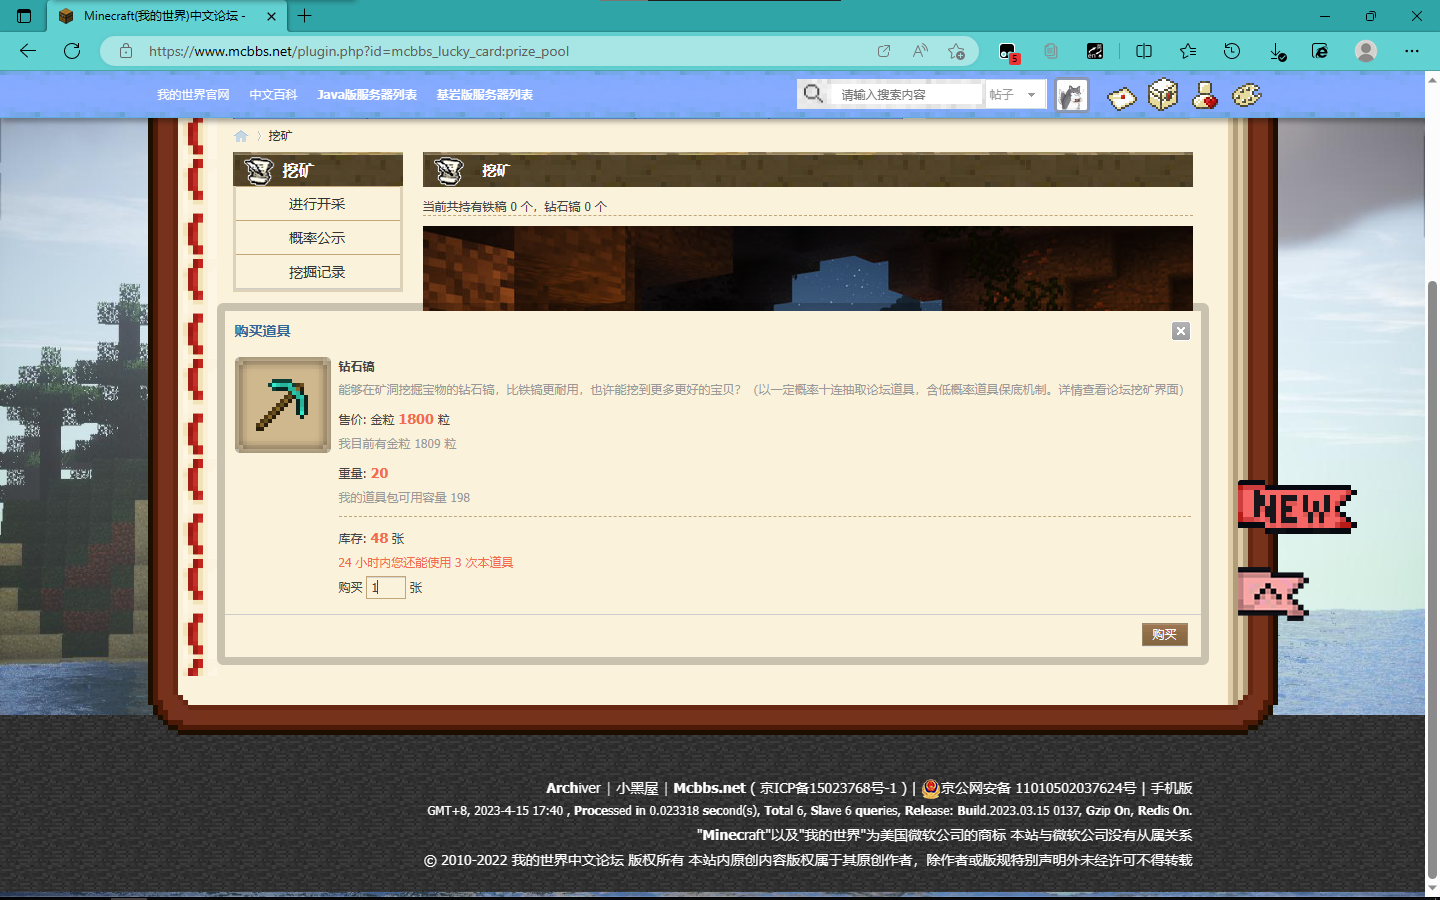 Minecraft(我的世界)中文论坛 -
https://www.mcbbs.net/plugin.php?id=mcbbs_lucky_card:prize_pool
5
我的世界官网 中文百科 Java版服务器列表 基岩版服务器列表
请输入搜索内容 帖子
挖矿
挖矿
进行开采
概率公示
挖掘记录
挖矿
当前共持有铁稿 0 个，钻石镐 0 个
购买道具
钻石镐
能够在矿洞挖掘宝物的钻石镐，比铁镐更耐用，也许能挖到更多更好的宝贝？（以一定概率十连抽取论坛道具，含低概率道具保底机制。详情查看论坛挖矿界面）
售价: 金粒 1800 粒
我目前有金粒 1809 粒
重量: 20
我的道具包可用容量 198
库存: 48 张
24 小时内您还能使用 3 次本道具
购买 1 张
购买
NEW
Archiver | 小黑屋 | Mcbbs.net ( 京ICP备15023768号-1 ) | 京公网安备 11010502037624号 | 手机版
GMT+8, 2023-4-15 17:40 , Processed in 0.023318 second(s), Total 6, Slave 6 queries, Release: Build.2023.03.15 0137, Gzip On, Redis On.
"Minecraft"以及"我的世界"为美国微软公司的商标 本站与微软公司没有从属关系
© 2010-2022 我的世界中文论坛 版权所有 本站内原创内容版权属于其原创作者，除作者或版规特别声明外未经许可不得转载